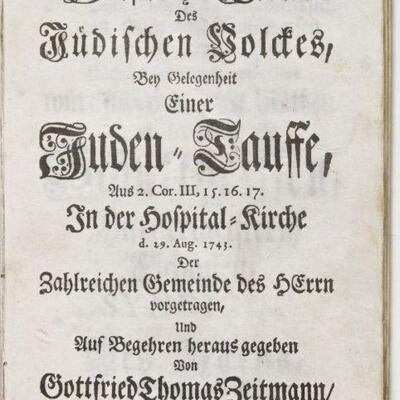 Des
Jüdischen Volckes,
Bey Gelegenheit
Einer
Juden-Tauffe,
Aus 2. Cor. III, 15. 16. 17.
In der Hospital-Kirche
d. 29. Aug. 1743.
Der
Zahlreichen Gemeinde des HErrn
vorgetragen,
Und
Auf Begehren heraus gegeben
Von
Gottfried Thomas Zeitmann/